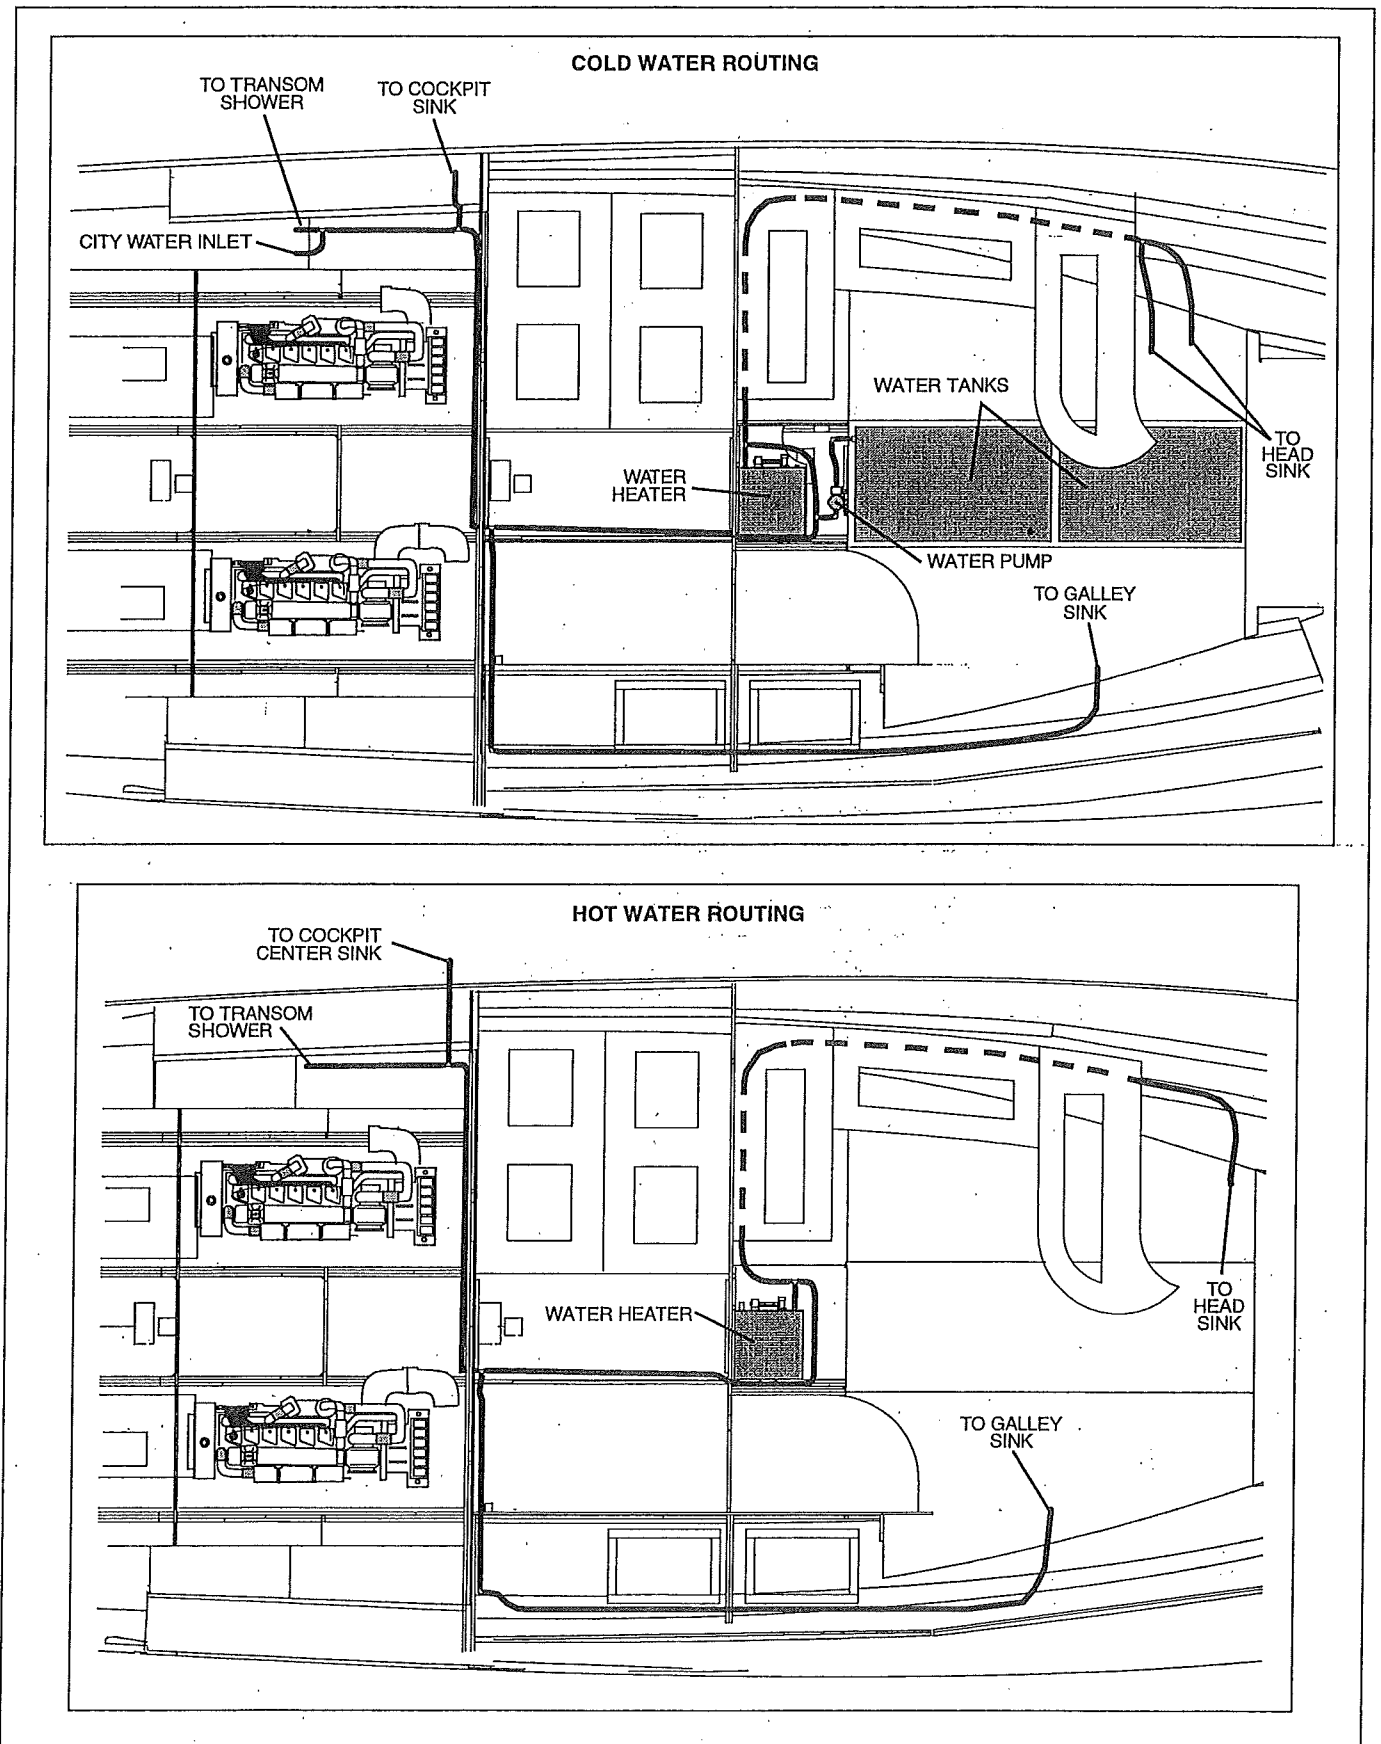 COLD WATER ROUTING
TO TRANSOM
SHOWER
TO COCKPIT
SINK
CITY WATER INLET
WATER TANKS
TO
HEAD
SINK
WATER
HEATER
WATER PUMP
TO GALLEY
SINK
HOT WATER ROUTING
TO COCKPIT
CENTER SINK
TO TRANSOM
SHOWER
WATER HEATER
TO
HEAD
SINK
TO GALLEY
SINK